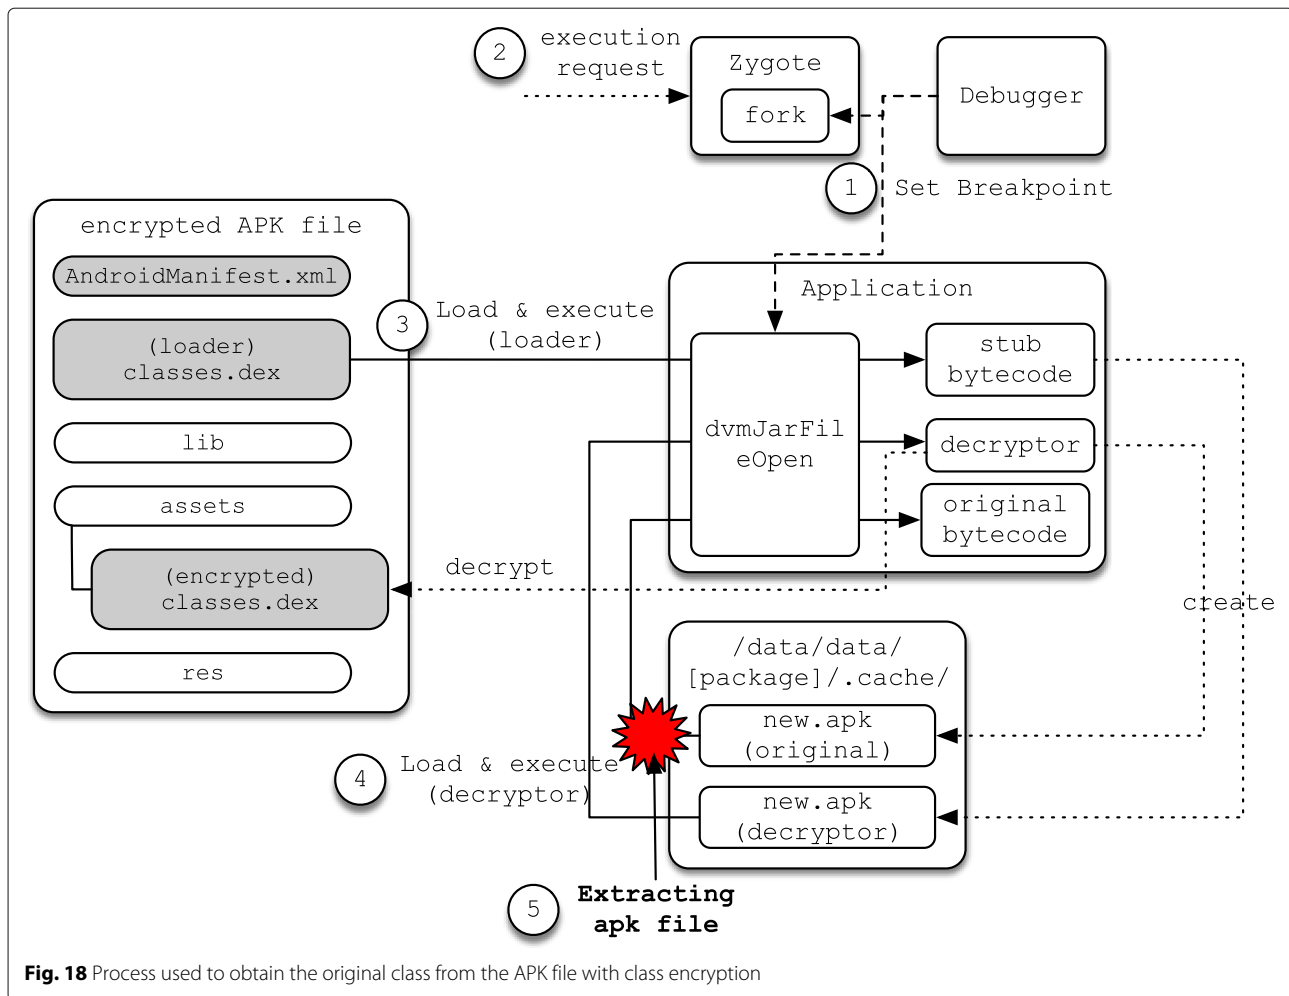 2
execution
request
Zygote
fork
Debugger
1
Set Breakpoint
encrypted APK file
AndroidManifest.xml
(loader)
classes.dex
lib
assets
(encrypted)
classes.dex
res
3
Load & execute
(loader)
Application
dvmJarFil
eOpen
stub
bytecode
decryptor
original
bytecode
decrypt
create
/data/data/
[package]/.cache/
new.apk
(original)
new.apk
(decryptor)
4
Load & execute
(decryptor)
5
Extracting
apk file
Fig. 18 Process used to obtain the original class from the APK file with class encryption